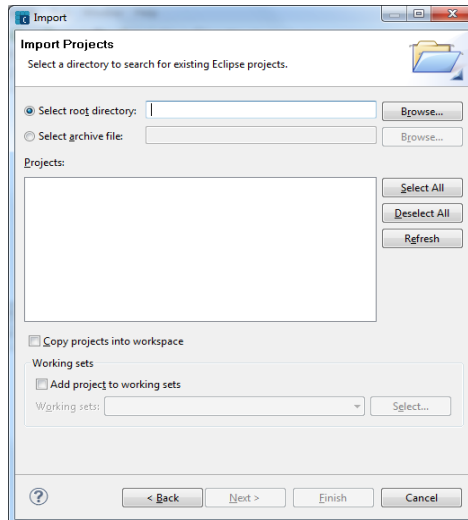 Import
Import Projects
Select a directory to search for existing Eclipse projects.
Select root directory:
Browse...
Select archive file:
Browse...
Projects:
Select All
Deselect All
Refresh
Copy projects into workspace
Working sets
Add project to working sets
Working sets:
Select...
? < Back Next > Finish Cancel